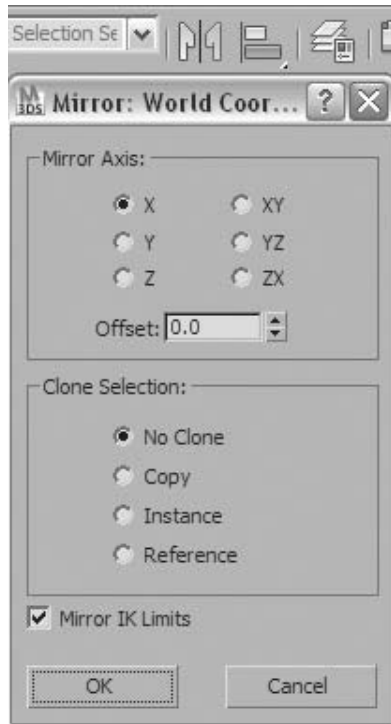 Selection Se
M 3DS Mirror: World Coor... ? X
Mirror Axis:
X XY
Y YZ
Z ZX
Offset: 0.0
Clone Selection:
No Clone
Copy
Instance
Reference
Mirror IK Limits
OK Cancel